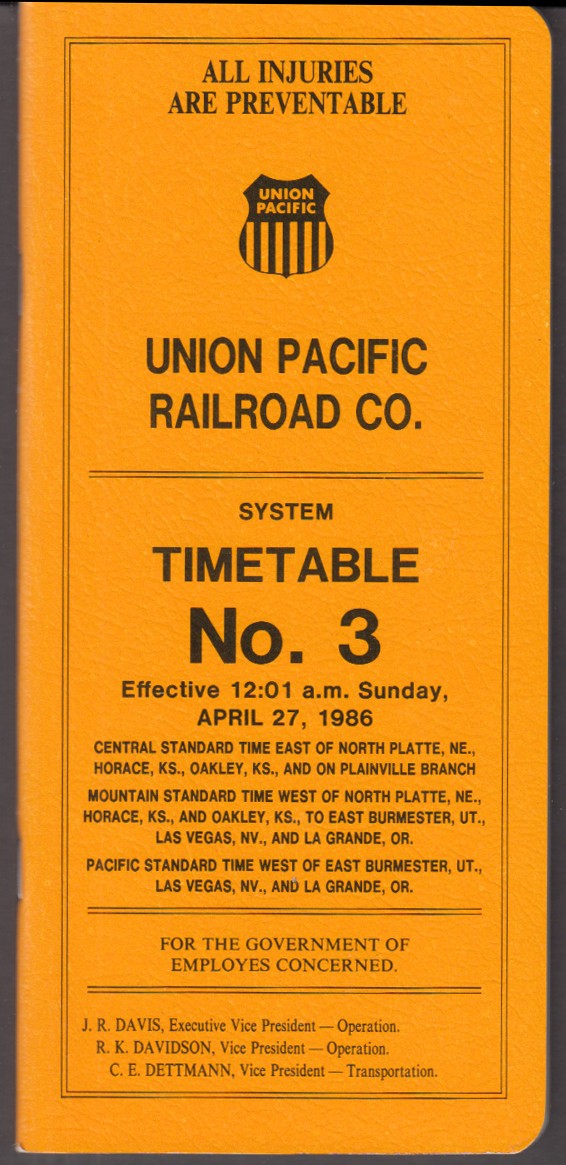 ALL INJURIES
ARE PREVENTABLE
UNION
PACIFIC
UNION PACIFIC
RAILROAD CO.
SYSTEM
TIMETABLE
No. 3
Effective 12:01 a.m. Sunday,
APRIL 27, 1986
CENTRAL STANDARD TIME EAST OF NORTH PLATTE, NE.,
HORACE, KS., OAKLEY, KS., AND ON PLAINVILLE BRANCH
MOUNTAIN STANDARD TIME WEST OF NORTH PLATTE, NE.,
HORACE, KS., AND OAKLEY, KS., TO EAST BURMESTER, UT.,
LAS VEGAS, NV., AND LA GRANDE, OR.
PACIFIC STANDARD TIME WEST OF EAST BURMESTER, UT.,
LAS VEGAS, NV., AND LA GRANDE, OR.
FOR THE GOVERNMENT OF
EMPLOYES CONCERNED.
J. R. DAVIS, Executive Vice President — Operation.
R. K. DAVIDSON, Vice President — Operation.
C. E. DETTMANN, Vice President — Transportation.